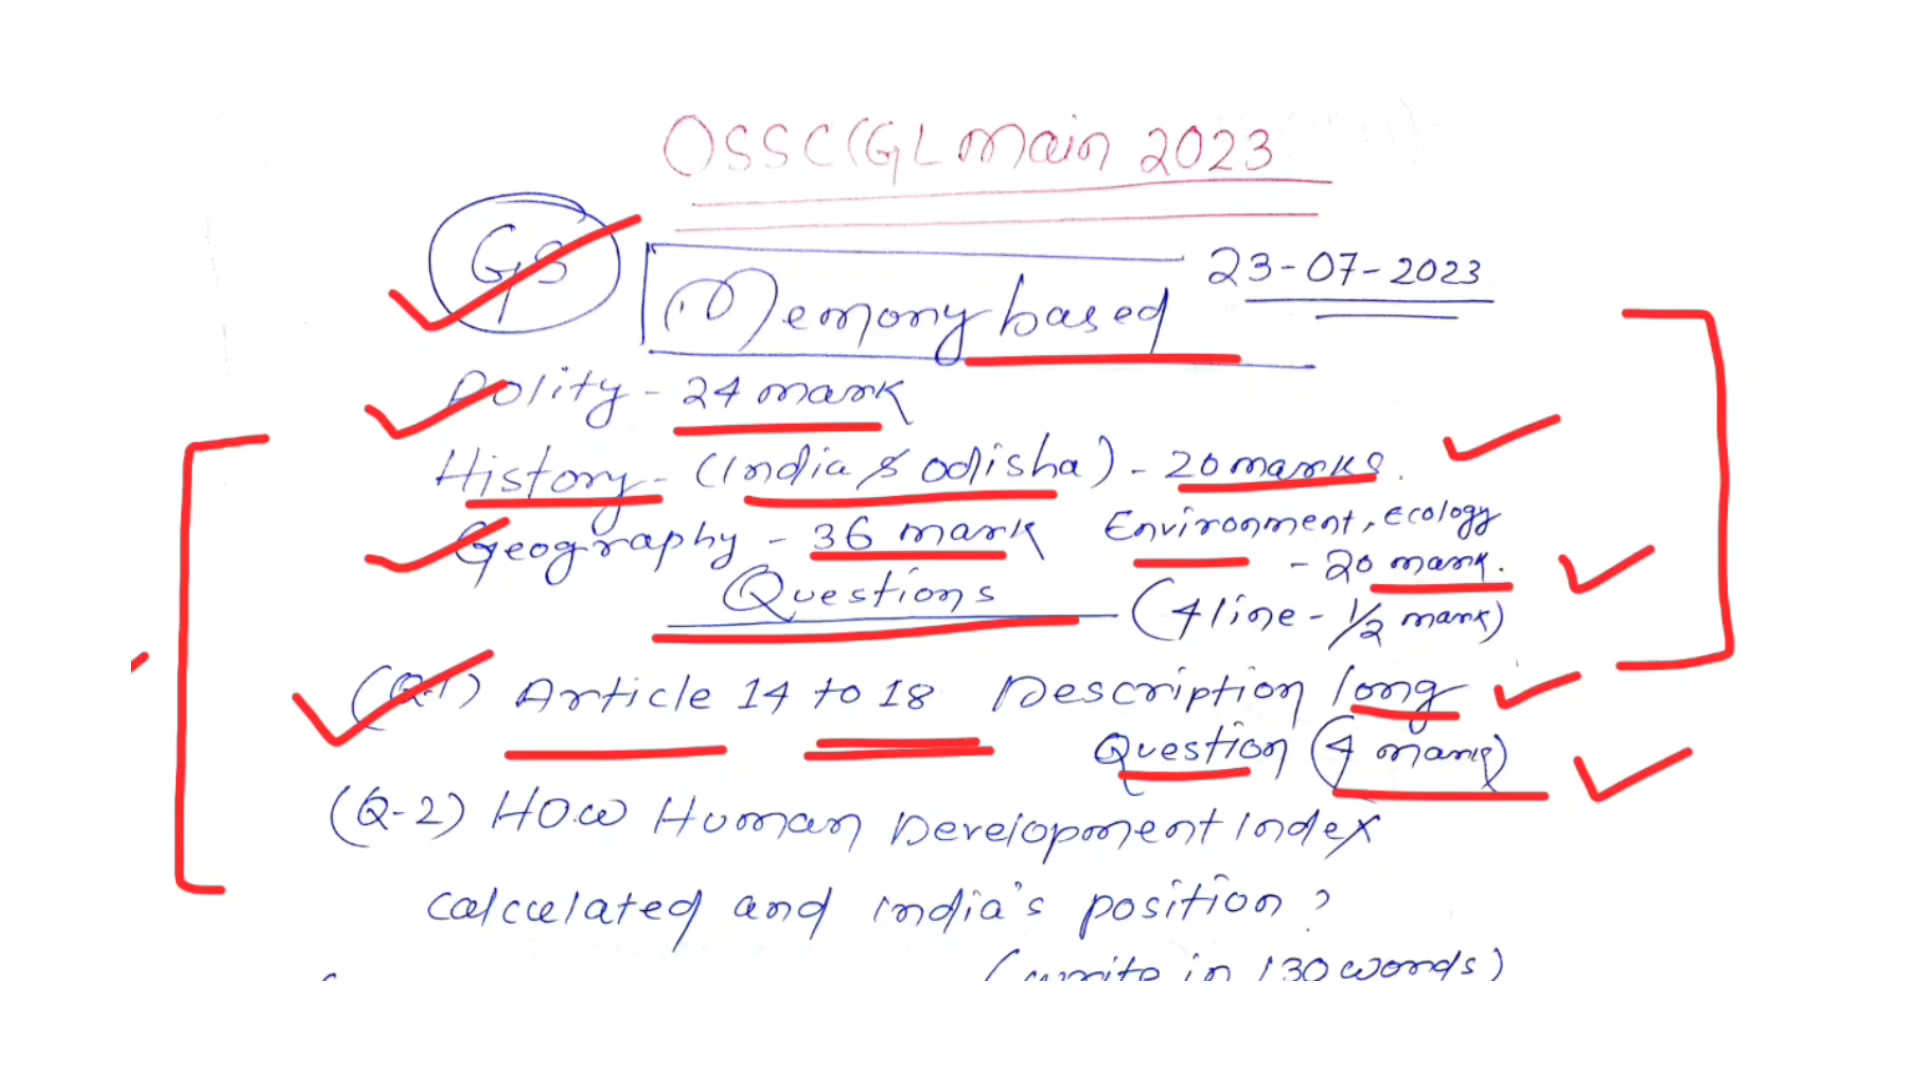 OSSC CGL Main 2023
GS
Memory based 23-07-2023
Polity - 24 mark
History - (India & Odisha) - 20 marks.
Geography - 36 mark Environment, ecology
- 20 mark.
Questions (4 line - 1/2 mark)
(Q-1) Article 14 to 18 Description long
Question (4 mark)
(Q-2) How Human Development Index
calculated and India's position?
(write in 130 words)